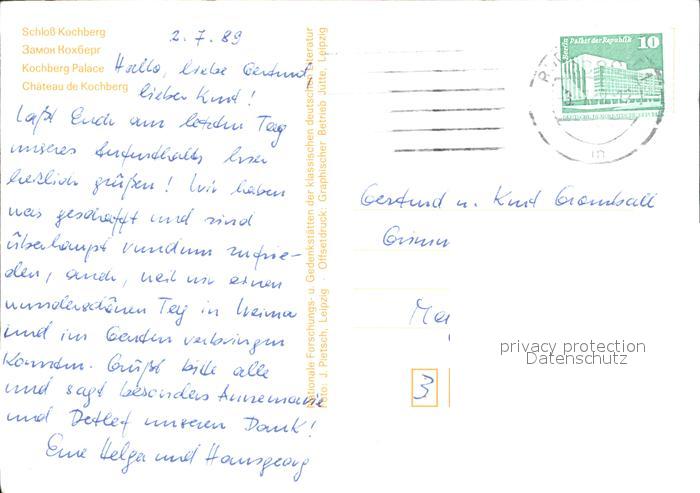 Schloß Kochberg
Замок Кохберг
Kochberg Palace
Château de Kochberg
2. 7. 89
Hallo, liebe Gertrud,
lieber Kurt!
Laßt Euch am letzten Tag
unseres Aufenthalts hier
herzlich grüßen! Wir haben
was geschafft und sind
überhaupt rundum zufrie-
den, auch, weil wir einen
wunderschönen Tag in Weimar
und im Garten verbringen
konnten. Grüßt bitte alle
und sagt besonders Annemarie
und Detlef unseren Dank!
Eure Helga und Hansgeorg
Nationale Forschungs- u. Gedenkstätten der klassischen deutschen Literatur
Foto: J. Pietsch, Leipzig · Offsetdruck: Graphischer Betrieb Jütte, Leipzig
Berlin Palast der Republik
10
Gertrud u. Kurt
3
privacy protection
Datenschutz